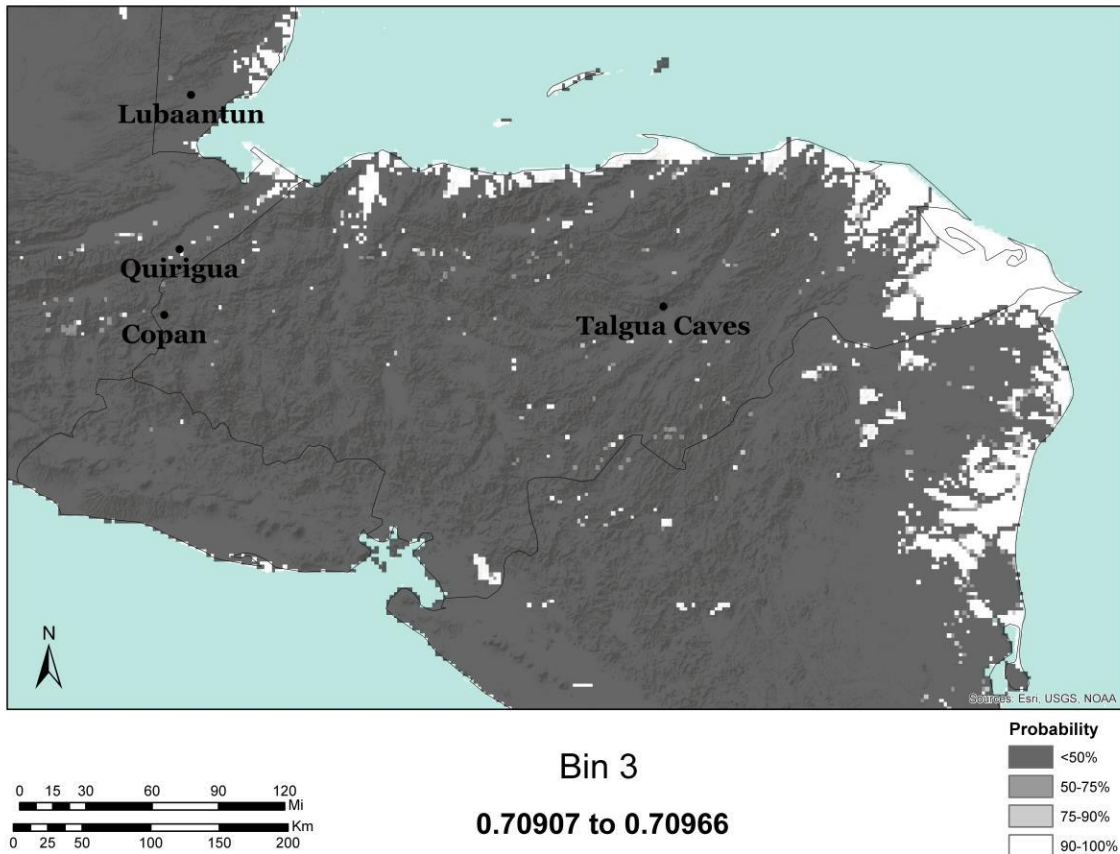 Lubaantun
Quirigua
Copan
Talgua Caves
N
Sources: Esri, USGS, NOAA
0 15 30 60 90 120
Mi
Km
0 25 50 100 150 200
Bin 3
0.70907 to 0.70966
Probability
<50%
50-75%
75-90%
90-100%